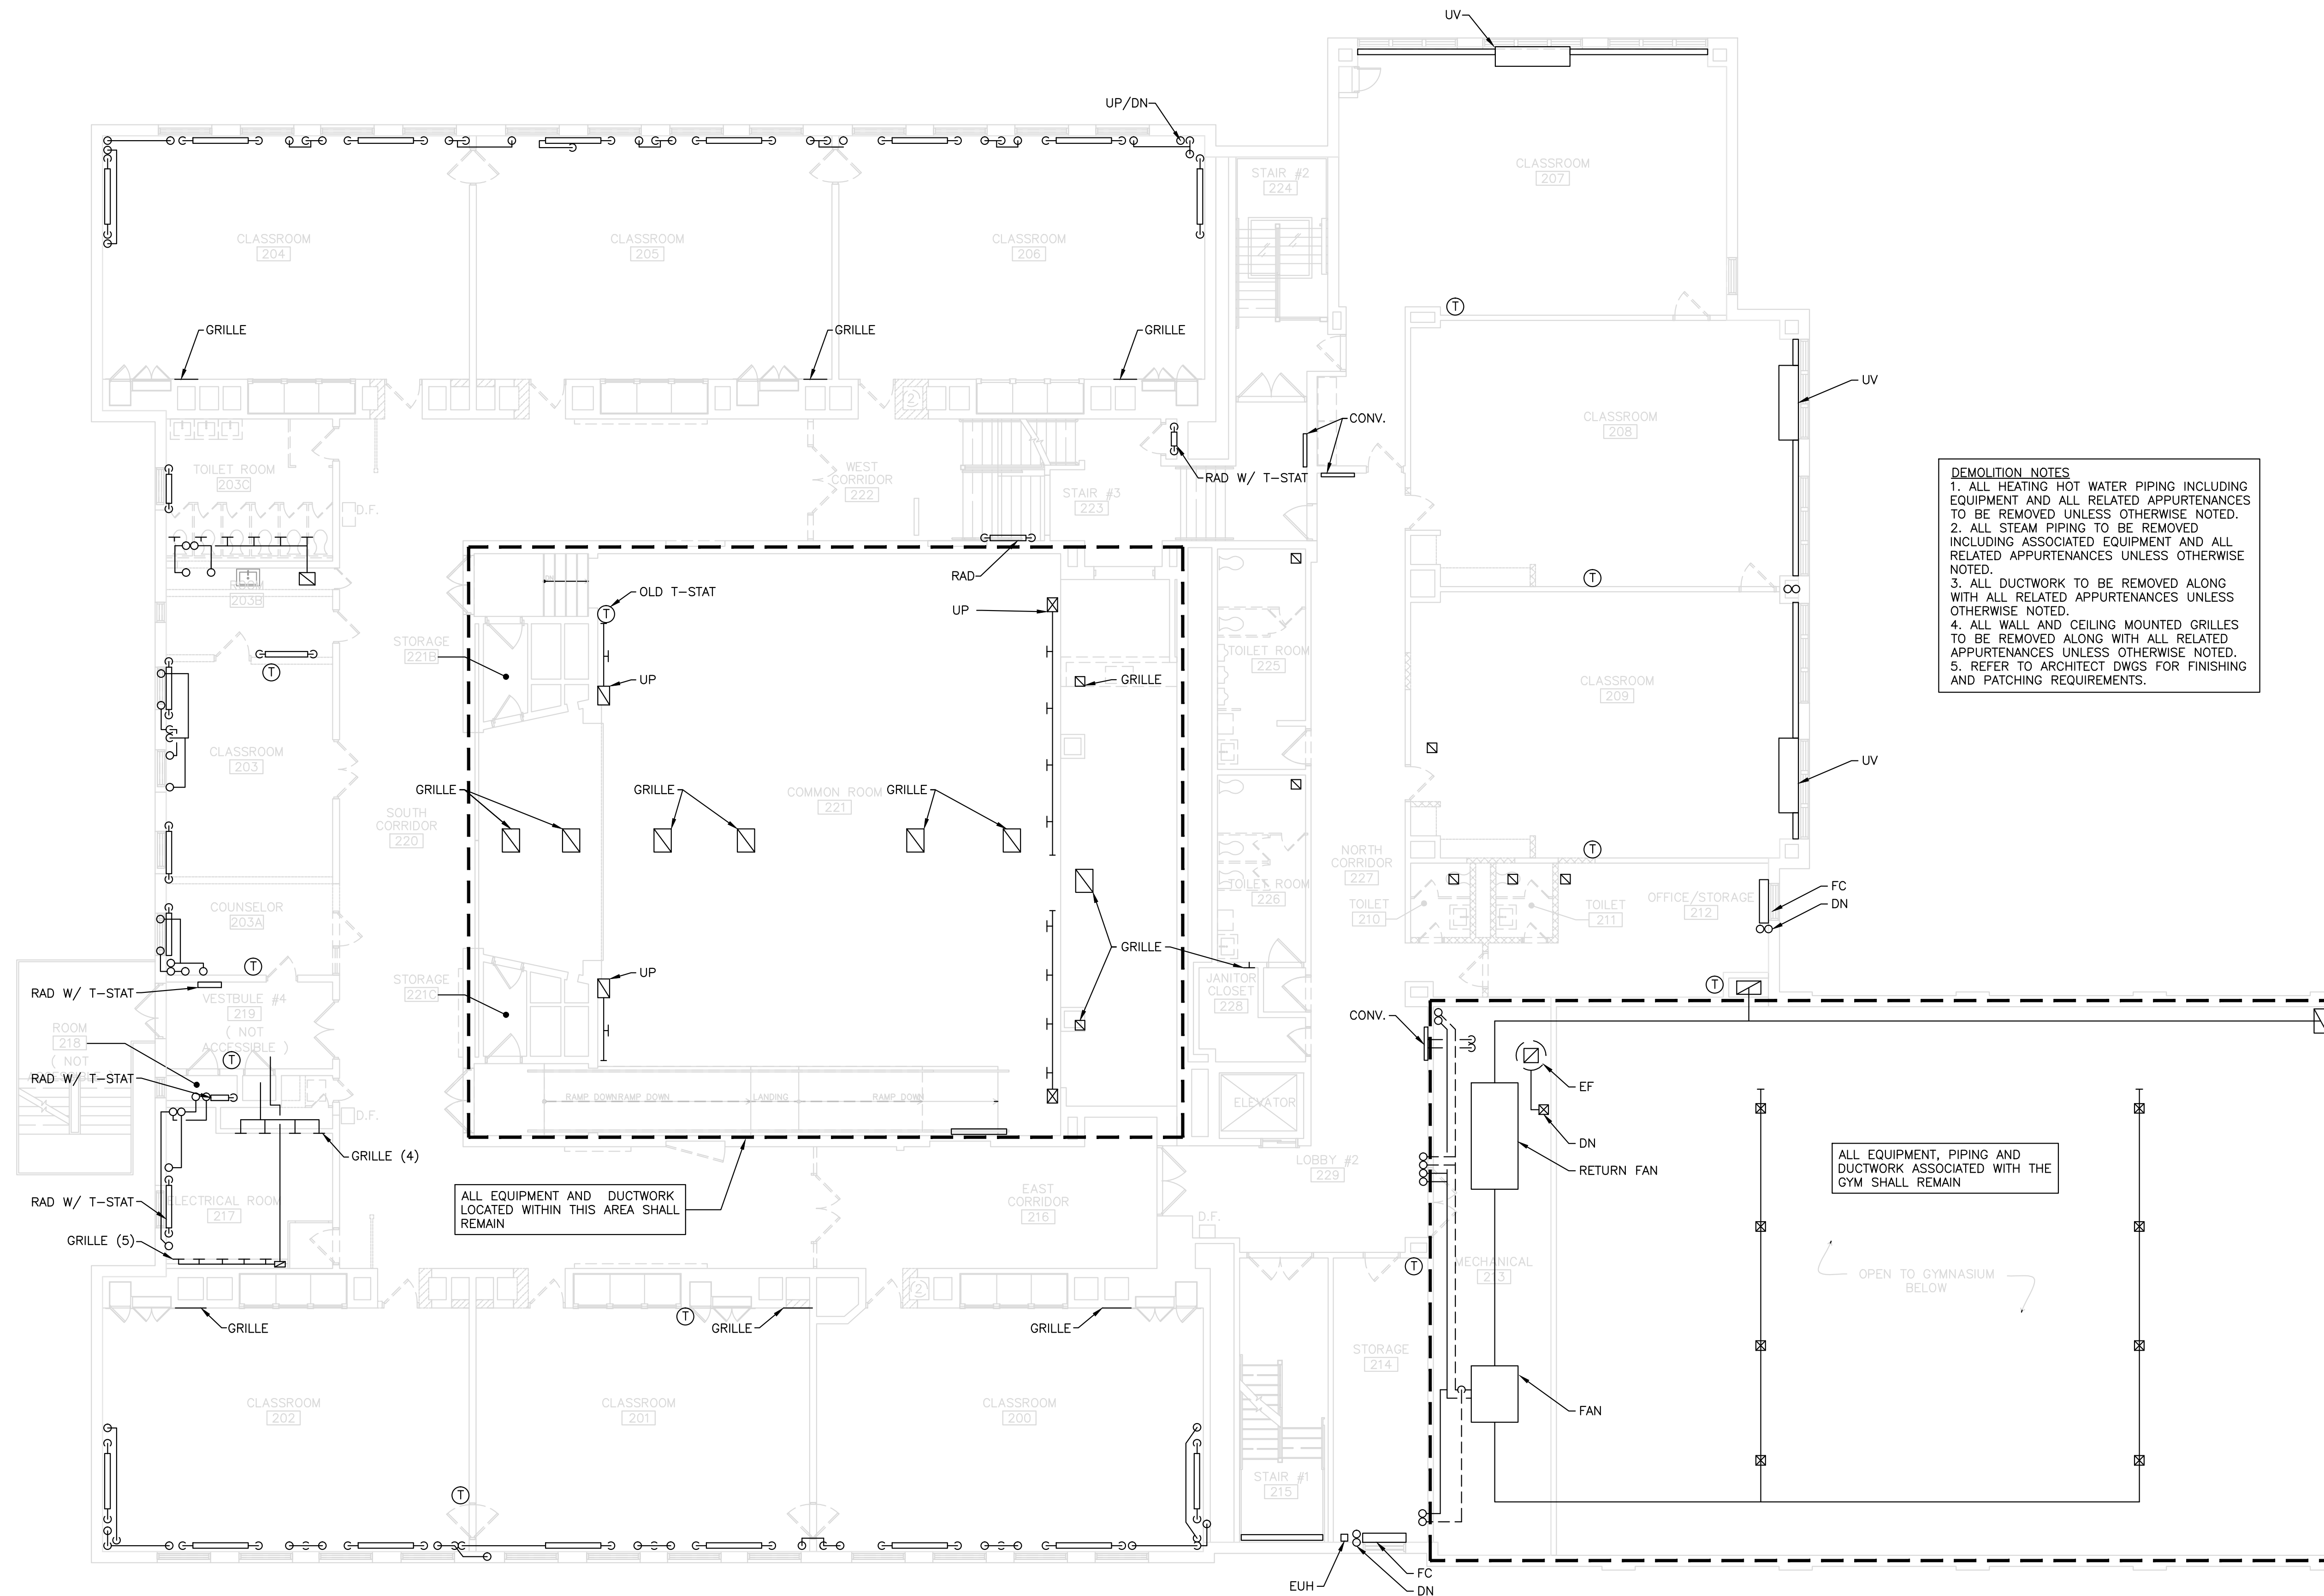 UV
UP/DN
CLASSROOM
207
STAIR #2
224
CLASSROOM
204
CLASSROOM
205
CLASSROOM
206
T
GRILLE
GRILLE
GRILLE
UV
2
CONV.
CLASSROOM
208
TOILET ROOM
203C
WEST
CORRIDOR
222
RAD W/ T-STAT
STAIR #3
223
D.F.
DEMOLITION NOTES
1. ALL HEATING HOT WATER PIPING INCLUDING
EQUIPMENT AND ALL RELATED APPURTENANCES
TO BE REMOVED UNLESS OTHERWISE NOTED.
2. ALL STEAM PIPING TO BE REMOVED
INCLUDING ASSOCIATED EQUIPMENT AND ALL
RELATED APPURTENANCES UNLESS OTHERWISE
NOTED.
3. ALL DUCTWORK TO BE REMOVED ALONG
WITH ALL RELATED APPURTENANCES UNLESS
OTHERWISE NOTED.
4. ALL WALL AND CEILING MOUNTED GRILLES
TO BE REMOVED ALONG WITH ALL RELATED
APPURTENANCES UNLESS OTHERWISE NOTED.
5. REFER TO ARCHITECT DWGS FOR FINISHING
AND PATCHING REQUIREMENTS.
RAD
T
ROOM
203B
OLD T-STAT
T
UP
STORAGE
221B
TOILET ROOM
225
T
UP
GRILLE
CLASSROOM
209
CLASSROOM
203
UV
GRILLE
GRILLE
COMMON ROOM
221
GRILLE
SOUTH
CORRIDOR
220
NORTH
CORRIDOR
227
T
TOILET ROOM
226
FC
DN
COUNSELOR
203A
TOILET
210
TOILET
211
OFFICE/STORAGE
212
T
UP
GRILLE
STORAGE
221C
JANITOR
CLOSET
228
T
RAD W/ T-STAT
VESTBULE #4
219
( NOT
ACCESSIBLE )
CONV.
ROOM
218
( NOT
T
RAD W/ T-STAT
EF
RAMP DOWN
RAMP DOWN
LANDING
RAMP DOWN
ELEVATOR
D.F.
DN
GRILLE (4)
LOBBY #2
229
RETURN FAN
ALL EQUIPMENT, PIPING AND
DUCTWORK ASSOCIATED WITH THE
GYM SHALL REMAIN
RAD W/ T-STAT
ELECTRICAL ROOM
217
ALL EQUIPMENT AND DUCTWORK
LOCATED WITHIN THIS AREA SHALL
REMAIN
EAST
CORRIDOR
216
D.F.
GRILLE (5)
T
MECHANICAL
213
OPEN TO GYMNASIUM
BELOW
2
GRILLE
T
GRILLE
GRILLE
STORAGE
214
CLASSROOM
202
CLASSROOM
201
CLASSROOM
200
FAN
STAIR #1
215
T
EUH
FC
DN